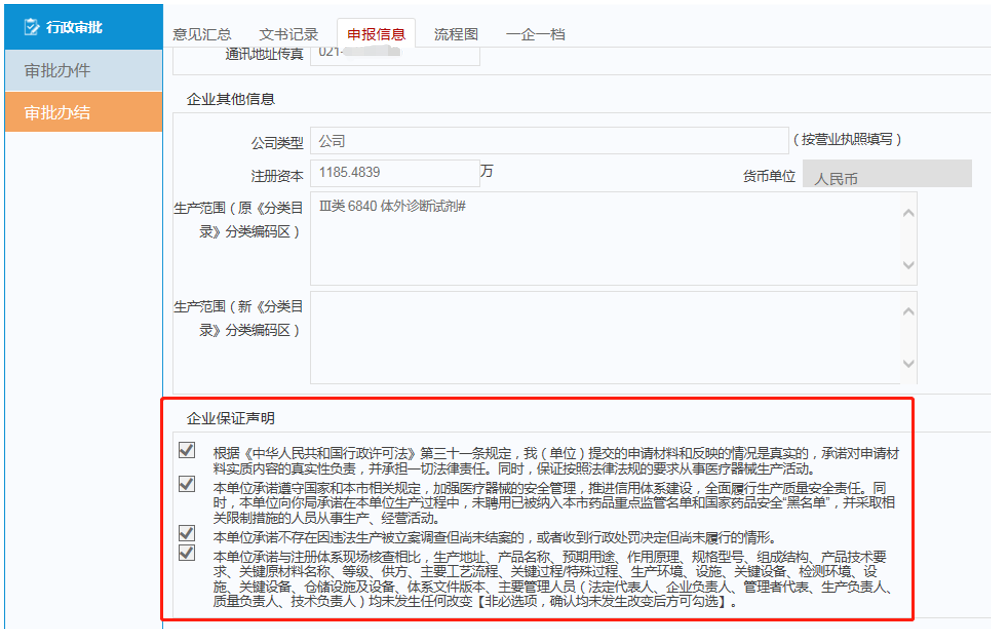 行政审批
审批办件
审批办结
意见汇总 文书记录 申报信息 流程图 一企一档
通讯地址传真 021-
企业其他信息
公司类型 公司 （按营业执照填写）
注册资本 1185.4839 万 货币单位 人民币
生产范围（原《分类目 III类 6840 体外诊断试剂#
录》分类编码区）
生产范围（新《分类目
录》分类编码区）
企业保证声明
根据《中华人民共和国行政许可法》第三十一条规定，我（单位）提交的申请材料和反映的情况是真实的，承诺对申请材
料实质内容的真实性负责，并承担一切法律责任。同时，保证按照法律法规的要求从事医疗器械生产活动。
本单位承诺遵守国家和本市相关规定，加强医疗器械的安全管理，推进信用体系建设，全面履行生产质量安全责任。同
时，本单位向你局承诺在本单位生产过程中，未聘用已被纳入本市药品重点监管名单和国家药品安全“黑名单”，并采取相
关限制措施的人员从事生产、经营活动。
本单位承诺不存在因违法生产被立案调查但尚未结案的，或者收到行政处罚决定但尚未履行的情形。
本单位承诺与注册体系现场核查相比，生产地址、产品名称、预期用途、作用原理、规格型号、组成结构、产品技术要
求、关键原材料名称、等级、供方、主要工艺流程、关键过程/特殊过程、生产环境、设施、关键设备、检测环境、设
施、关键设备、仓储设施及设备、体系文件版本、主要管理人员（法定代表人、企业负责人、管理者代表、生产负责人、
质量负责人、技术负责人）均未发生任何改变【非必选项，确认均未发生改变后方可勾选】。